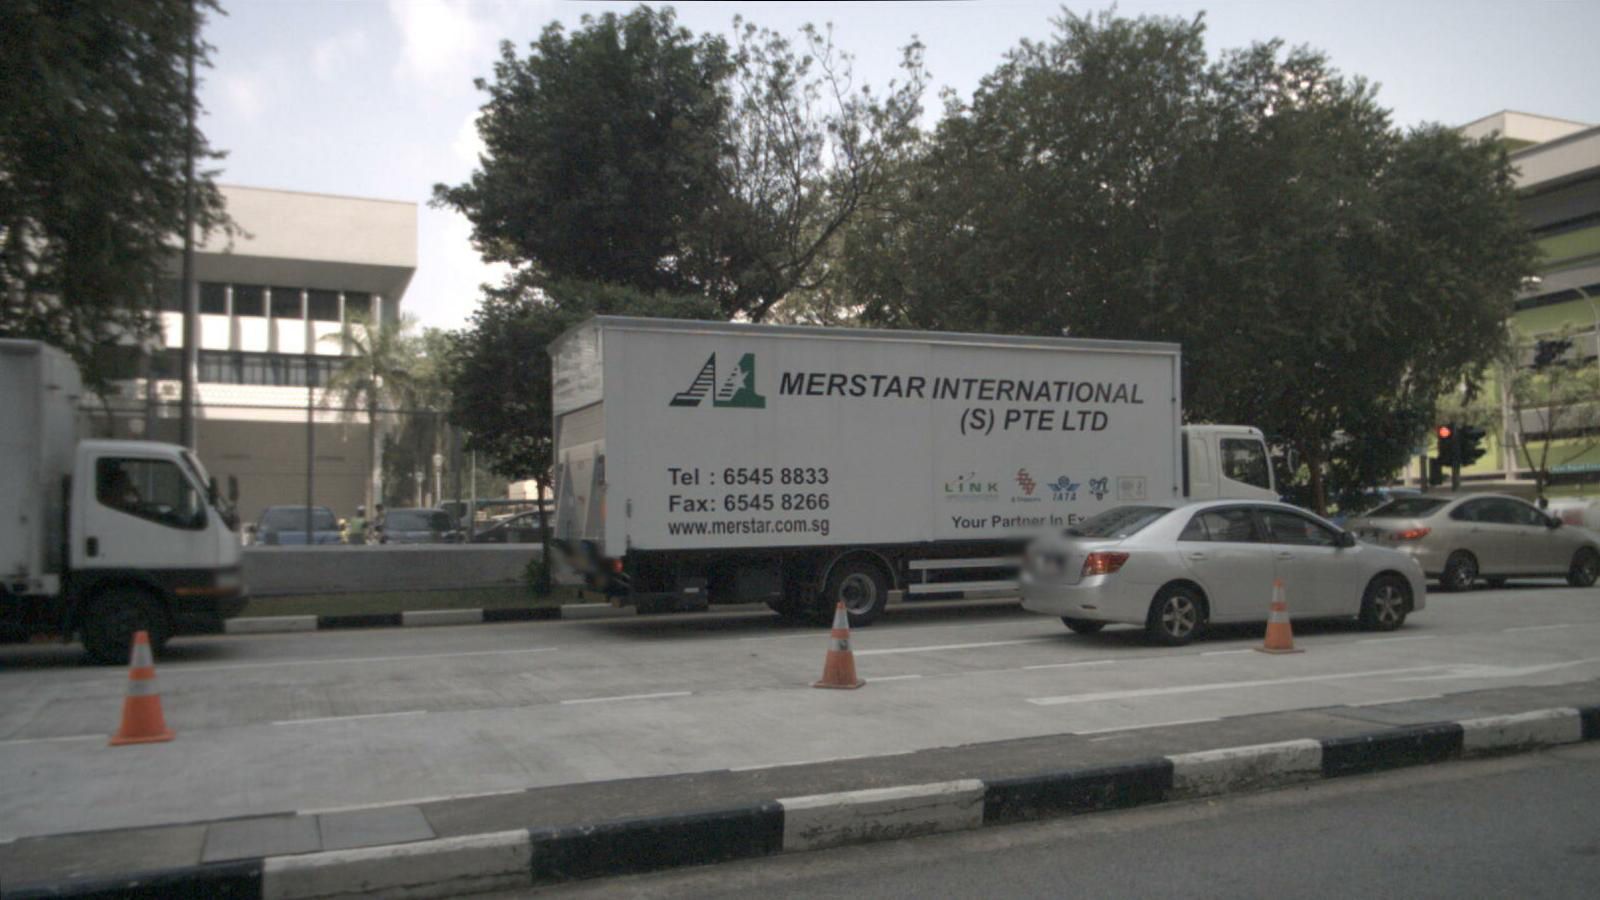 MERSTAR INTERNATIONAL
(S) PTE LTD
Tel : 6545 8833
Fax: 6545 8266
www.merstar.com.sg
LINK
IATA
Your Partner In